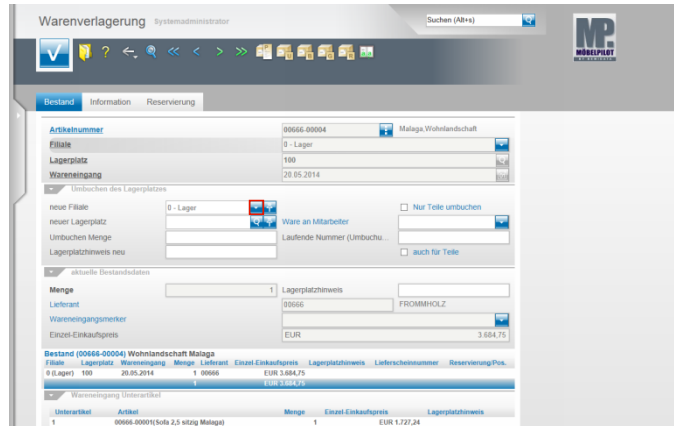 Warenverlagerung Systemadministrator Suchen (Alt+s)
MP.
MÖBELPILOT
Bestand Information Reservierung
Artikelnummer 00666-00004 Malaga,Wohnlandschaft
Filiale 0 - Lager
Lagerplatz 100
Wareneingang 20.05.2014
Umbuchen des Lagerplatzes
neue Filiale 0 - Lager Nur Teile umbuchen
neuer Lagerplatz Ware an Mitarbeiter
Umbuchen Menge Laufende Nummer (Umbuchu...
Lagerplatzhinweis neu auch für Teile
aktuelle Bestandsdaten
Menge 1 Lagerplatzhinweis
Lieferant 00666 FROMMHOLZ
Wareneingangsmerker
Einzel-Einkaufspreis EUR 3.684,75
Bestand (00666-00004) Wohnlandschaft Malaga
Filiale Lagerplatz Wareneingang Menge Lieferant Einzel-Einkaufspreis Lagerplatzhinweis Lieferscheinnummer Reservierung/Pos.
0 (Lager) 100 20.05.2014 1 00666 EUR 3.684,75
1 EUR 3.684,75
Wareneingang Unterartikel
Unterartikel Artikel Menge Einzel-Einkaufspreis Lagerplatzhinweis
1 00666-00001(Sofa 2,5 sitzig Malaga) 1 EUR 1.727,24